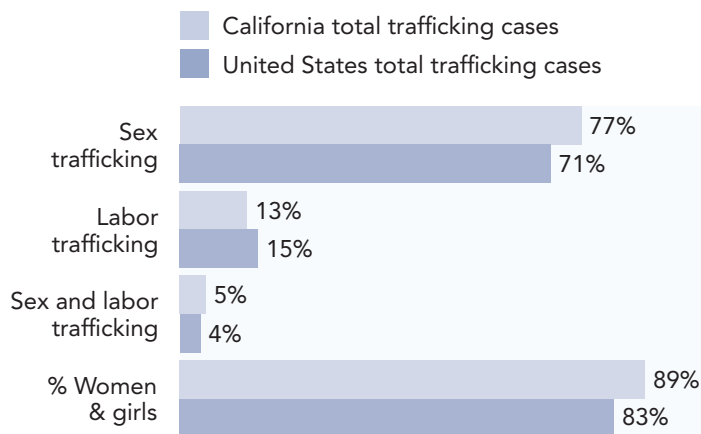 California total trafficking cases
United States total trafficking cases
Sex
trafficking
77%
71%
Labor
trafficking
13%
15%
Sex and labor
trafficking
5%
4%
% Women
& girls
89%
83%